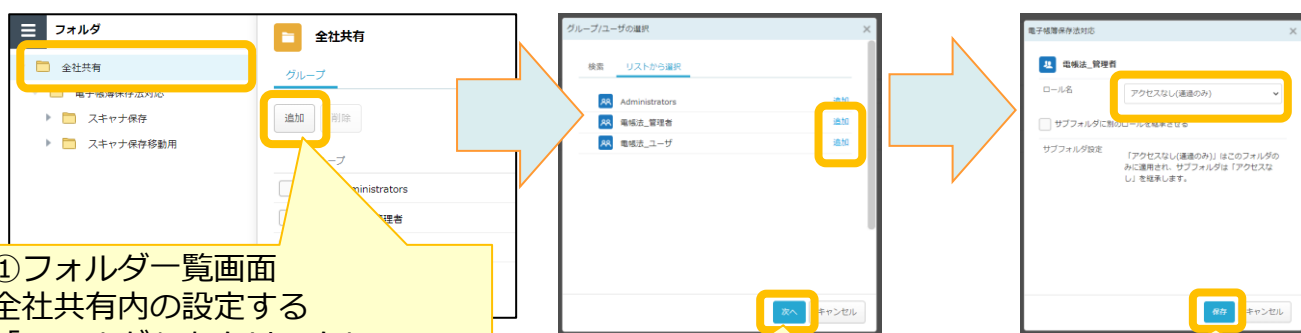 フォルダ
全社共有
電子帳簿保存法対応
スキャナ保存
スキャナ保存移動用
全社共有
グループ
追加
削除
ministrators
理者
①フォルダ一覧画面
全社共有内の設定する
グループ/ユーザの選択
検索 リストから選択
Administrators 追加
電帳法_管理者 追加
電帳法_ユーザ 追加
次へ キャンセル
電子帳簿保存法対応
電帳法_管理者
ロール名 アクセスなし(通過のみ)
サブフォルダに別のロールを継承させる
サブフォルダ設定
「アクセスなし(通過のみ)」はこのフォルダの
みに適用され、サブフォルダは「アクセスな
し」を継承します。
保存 キャンセル